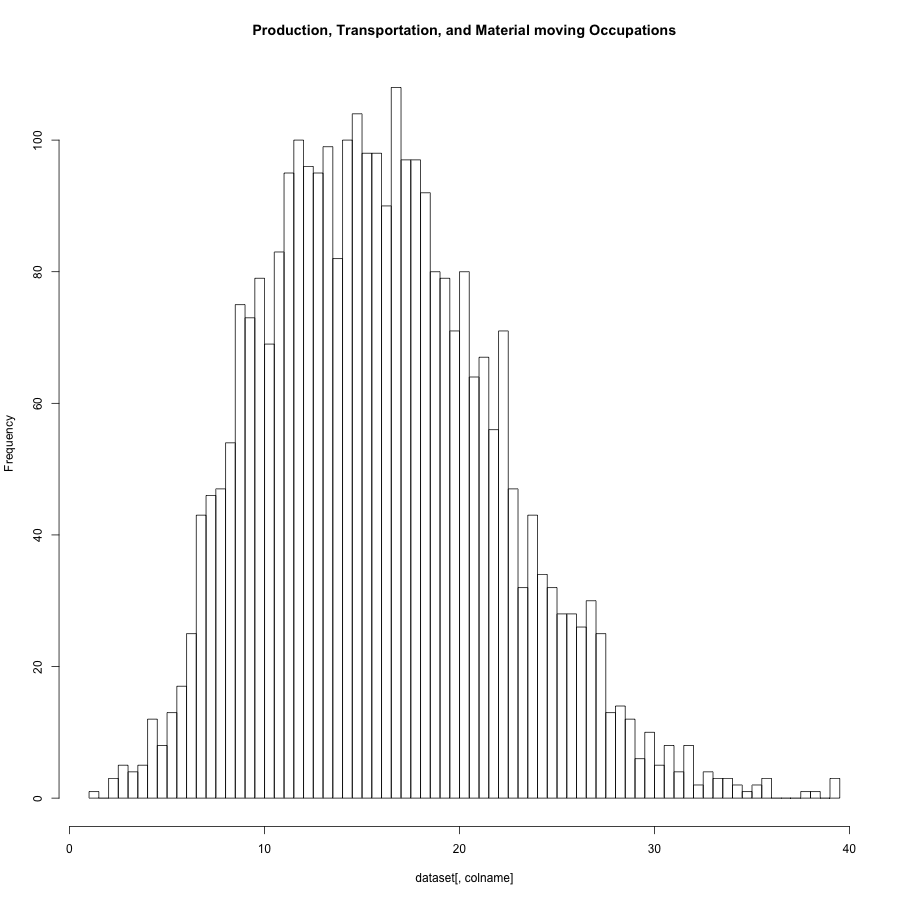 Production, Transportation, and Material moving Occupations
Frequency
100
80
60
40
20
0
0 10 20 30 40
dataset[, colname]